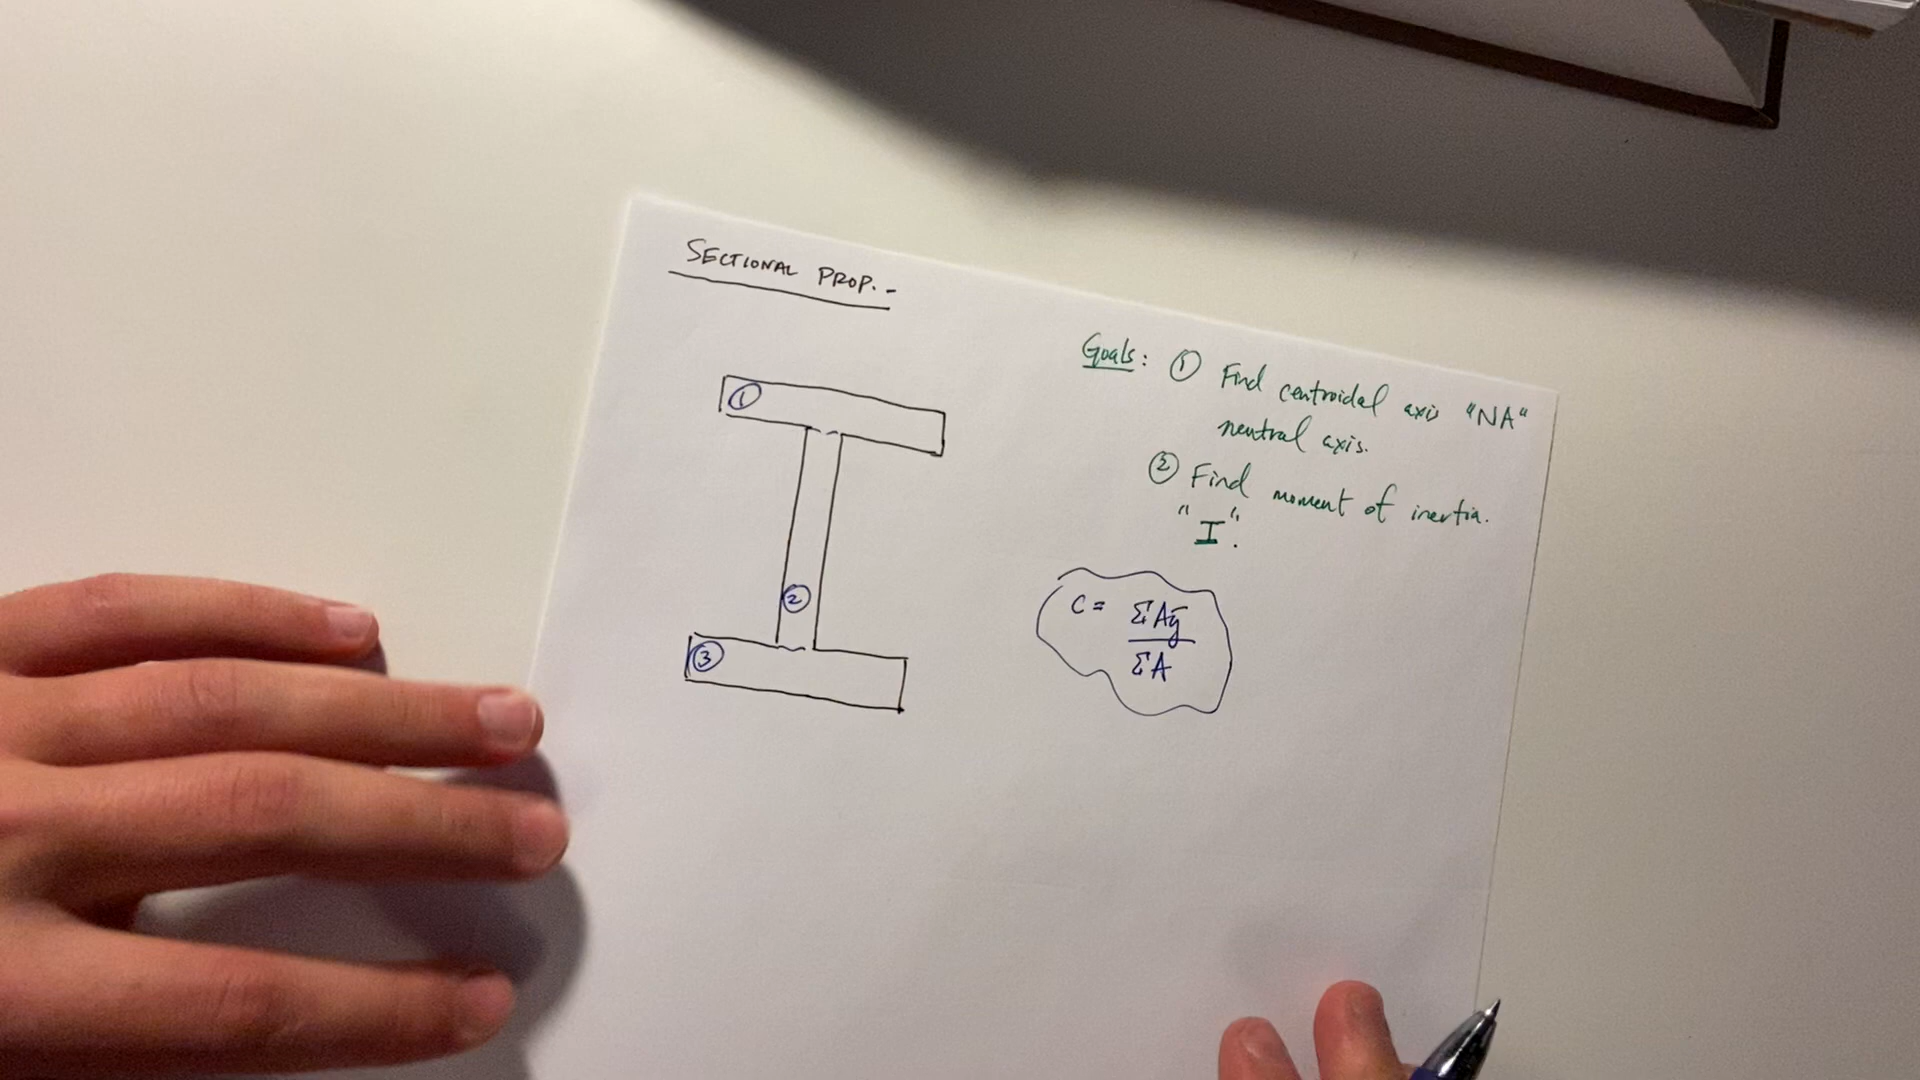 SECTIONAL PROP.-
Goals: ① Find centroidal axis "NA"
neutral axis.
② Find moment of inertia.
"I".
①
②
③
C = ΣAȳ
ΣA